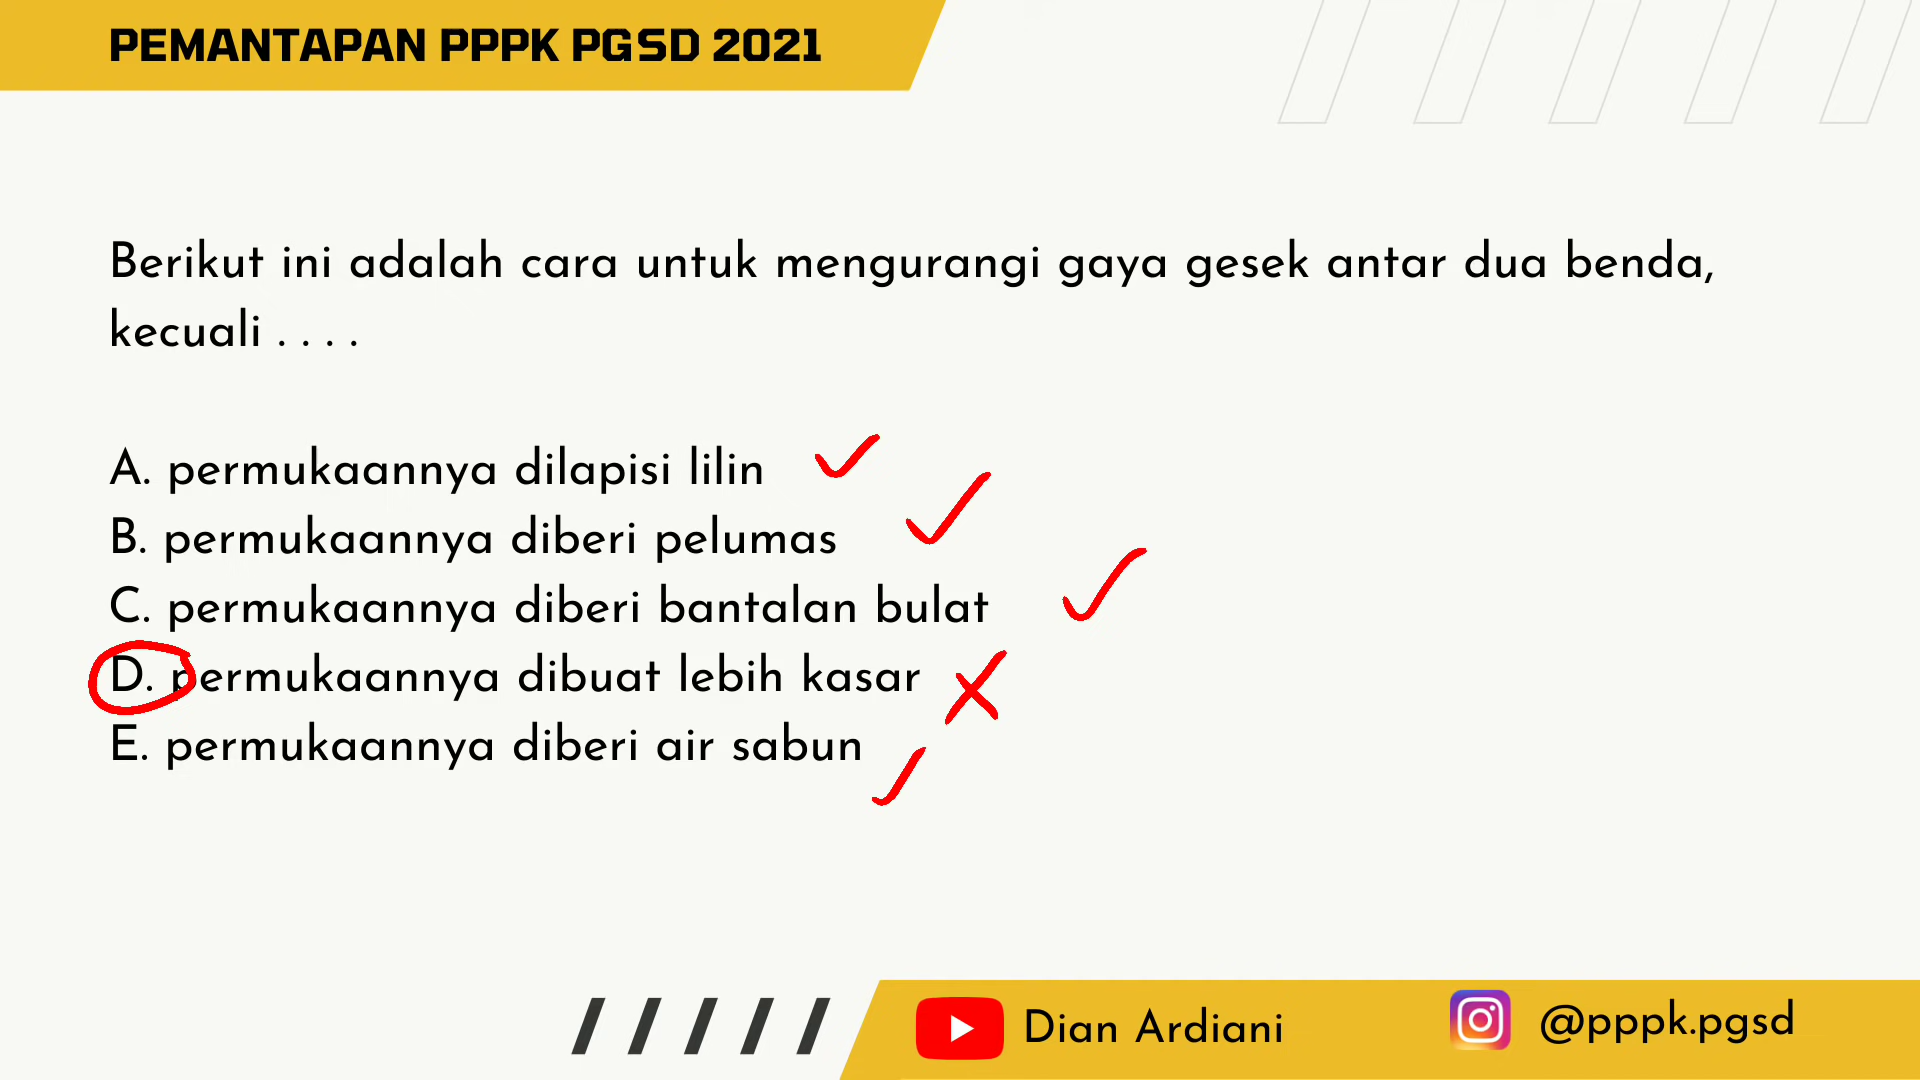 PEMANTAPAN PPPK PGSD 2021
Berikut ini adalah cara untuk mengurangi gaya gesek antar dua benda,
kecuali . . . .
A. permukaannya dilapisi lilin
B. permukaannya diberi pelumas
C. permukaannya diberi bantalan bulat
D. permukaannya dibuat lebih kasar
E. permukaannya diberi air sabun
Dian Ardiani
@pppk.pgsd